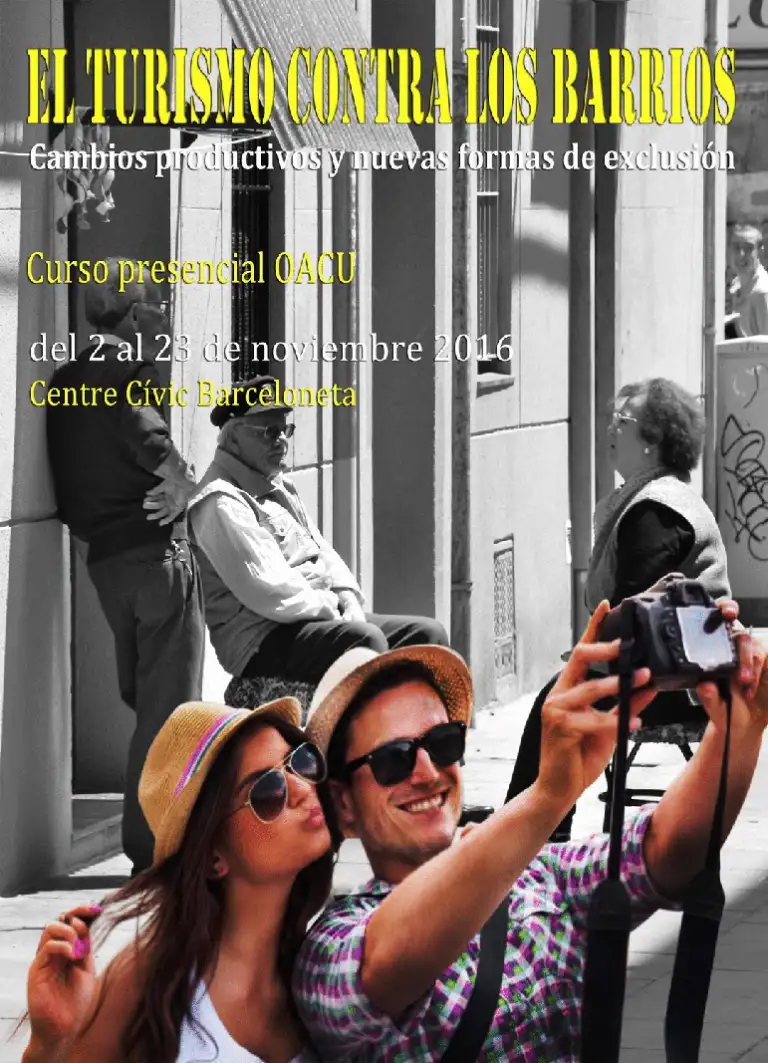 EL TURISMO CONTRA LOS BARRIOS
Cambios productivos y nuevas formas de exclusión
Curso presencial OACU
del 2 al 23 de noviembre 2016
Centre Cívic Barceloneta